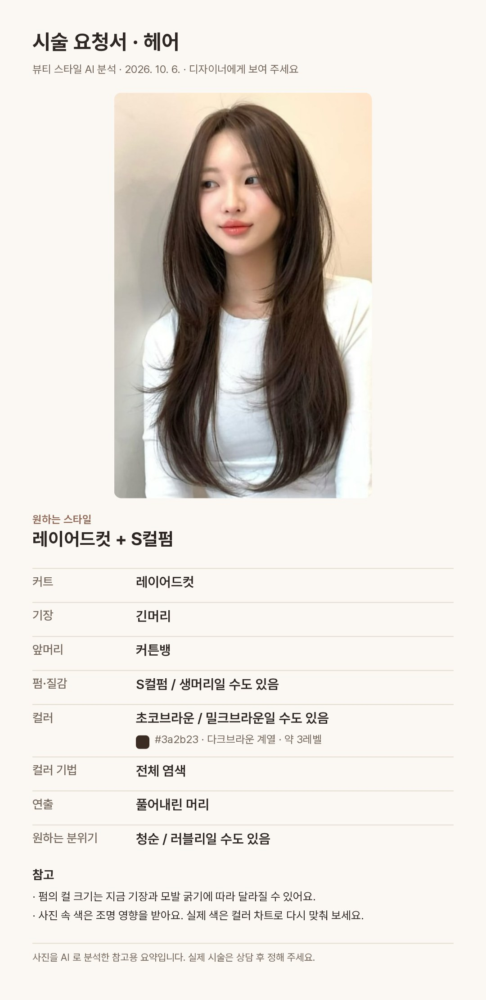 시술 요청서 · 헤어
뷰티 스타일 AI 분석 · 2026. 10. 6. · 디자이너에게 보여 주세요
원하는 스타일
레이어드컷 + S컬펌
커트 레이어드컷
기장 긴머리
앞머리 커튼뱅
펌·질감 S컬펌 / 생머리일 수도 있음
컬러 초코브라운 / 밀크브라운일 수도 있음
#3a2b23 · 다크브라운 계열 · 약 3레벨
컬러 기법 전체 염색
연출 풀어내린 머리
원하는 분위기 청순 / 러블리일 수도 있음
참고
· 펌의 컬 크기는 지금 기장과 모발 굵기에 따라 달라질 수 있어요.
· 사진 속 색은 조명 영향을 받아요. 실제 색은 컬러 차트로 다시 맞춰 보세요.
사진을 AI 로 분석한 참고용 요약입니다. 실제 시술은 상담 후 정해 주세요.